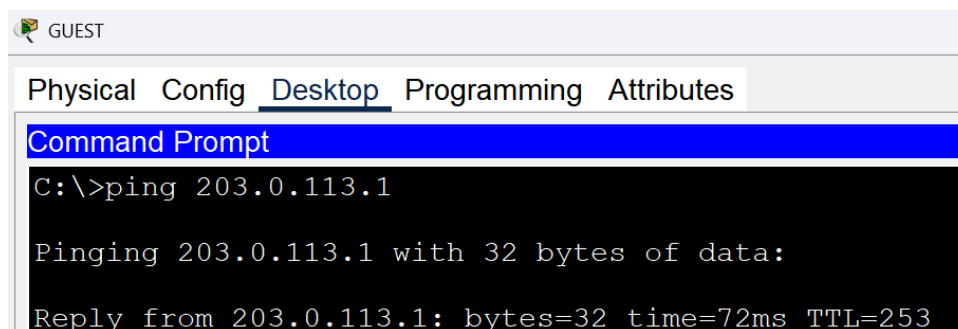 GUEST
Physical Config Desktop Programming Attributes
Command Prompt
C:\>ping 203.0.113.1
Pinging 203.0.113.1 with 32 bytes of data:
Reply from 203.0.113.1: bytes=32 time=72ms TTL=253